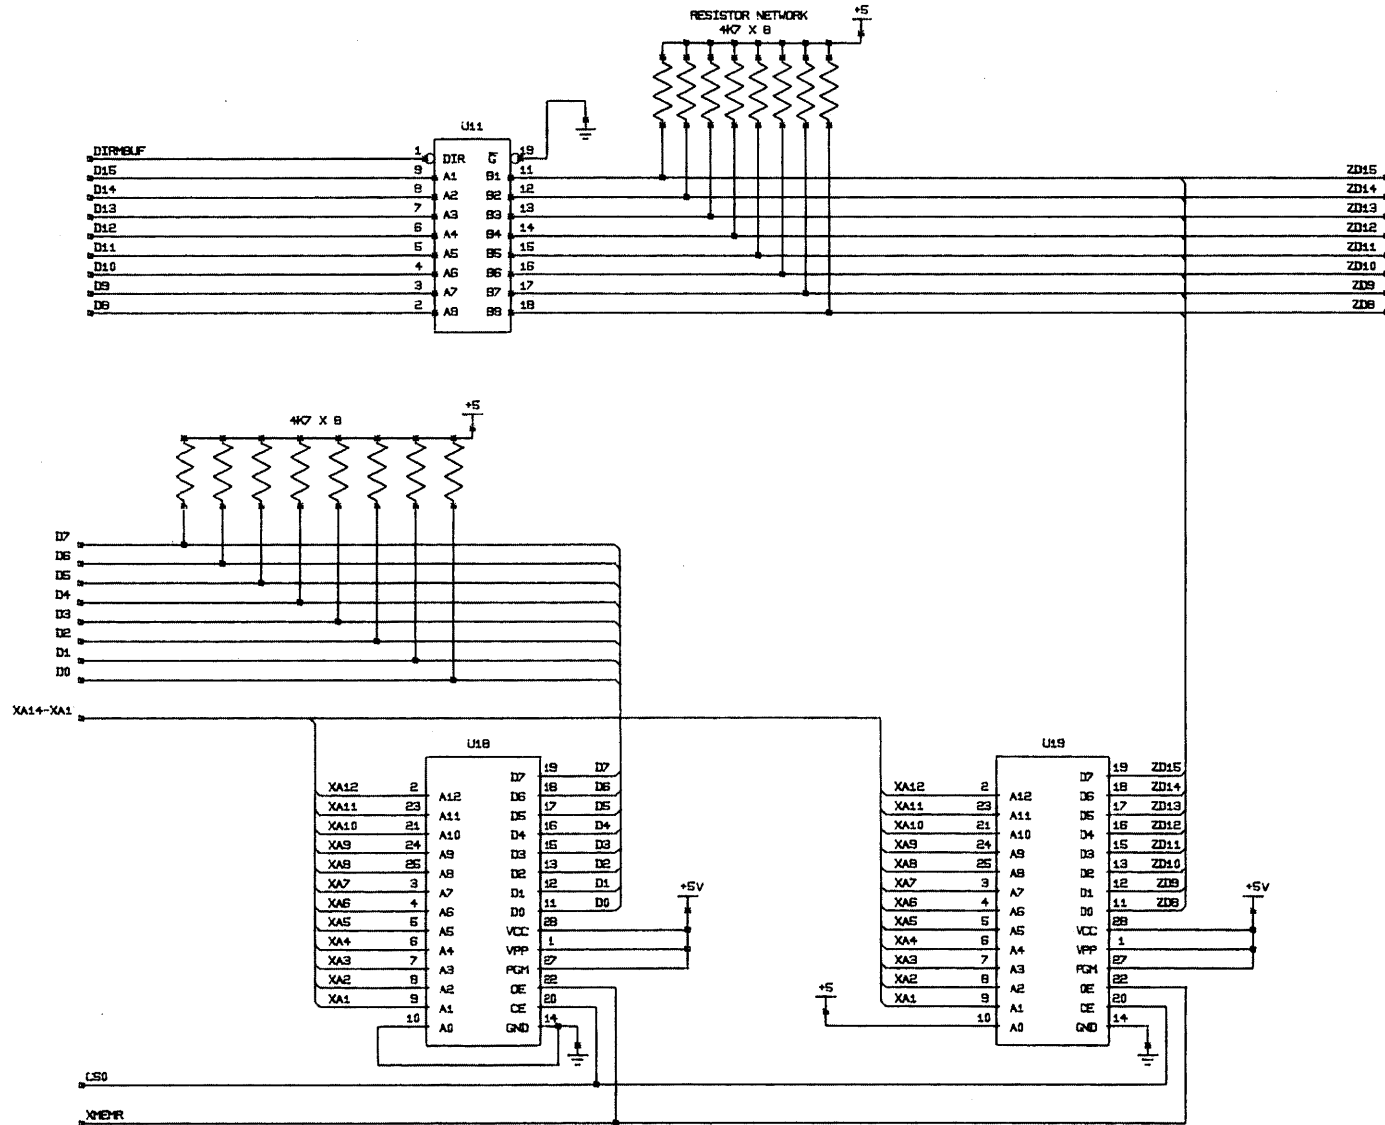 RESISTOR NETWORK
4K7 X 8
+5
U11
DIRMBUF 1 DIR G 19
D15 9 A1 B1 11 ZD15
D14 8 A2 B2 12 ZD14
D13 7 A3 B3 13 ZD13
D12 6 A4 B4 14 ZD12
D11 5 A5 B5 15 ZD11
D10 4 A6 B6 16 ZD10
D9 3 A7 B7 17 ZD9
D8 2 A8 B8 18 ZD8
4K7 X 8
+5
D7
D6
D5
D4
D3
D2
D1
D0
XA14-XA1
U18
D7 19 D7
XA12 2 A12 D6 18 D6
XA11 23 A11 D5 17 D5
XA10 21 A10 D4 16 D4
XA9 24 A9 D3 15 D3
XA8 25 A8 D2 13 D2
XA7 3 A7 D1 12 D1
XA6 4 A6 D0 11 D0
XA5 5 A5 VCC 28
XA4 6 A4 VPP 1
XA3 7 A3 PGM 27
XA2 8 A2 OE 22
XA1 9 A1 CE 20
10 A0 GND 14
+5V
U19
D7 19 ZD15
XA12 2 A12 D6 18 ZD14
XA11 23 A11 D5 17 ZD13
XA10 21 A10 D4 16 ZD12
XA9 24 A9 D3 15 ZD11
XA8 25 A8 D2 13 ZD10
XA7 3 A7 D1 12 ZD9
XA6 4 A6 D0 11 ZD8
XA5 5 A5 VCC 28
XA4 6 A4 VPP 1
XA3 7 A3 PGM 27
XA2 8 A2 OE 22
XA1 9 A1 CE 20
10 A0 GND 14
+5
+5V
CS0
XMEMR